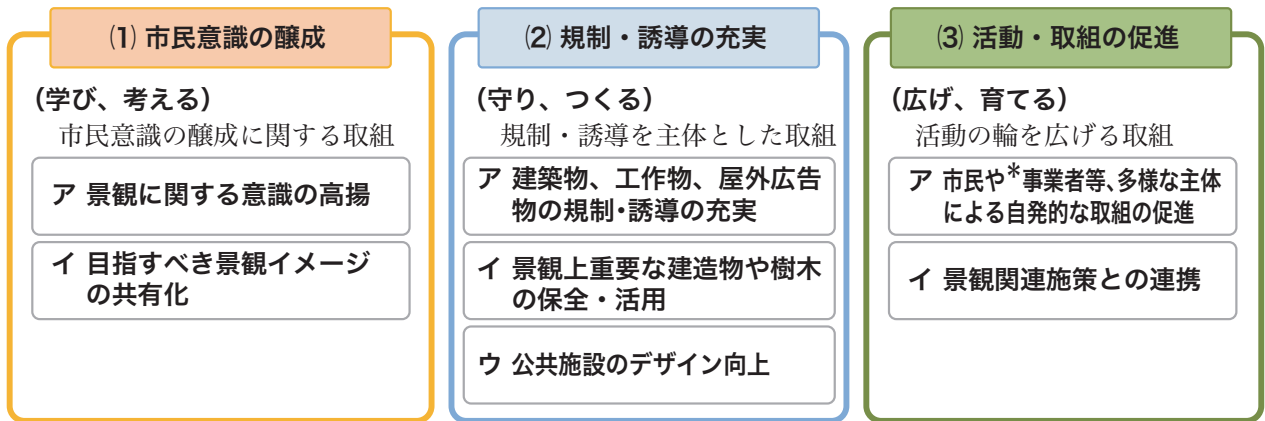 ⑴ 市民意識の醸成
（学び、考える）
市民意識の醸成に関する取組
ア 景観に関する意識の高揚
イ 目指すべき景観イメージ
の共有化
⑵ 規制・誘導の充実
（守り、つくる）
規制・誘導を主体とした取組
ア 建築物、工作物、屋外広告
物の規制･誘導の充実
イ 景観上重要な建造物や樹木
の保全・活用
ウ 公共施設のデザイン向上
⑶ 活動・取組の促進
（広げ、育てる）
活動の輪を広げる取組
ア 市民や*事業者等、多様な主体
による自発的な取組の促進
イ 景観関連施策との連携